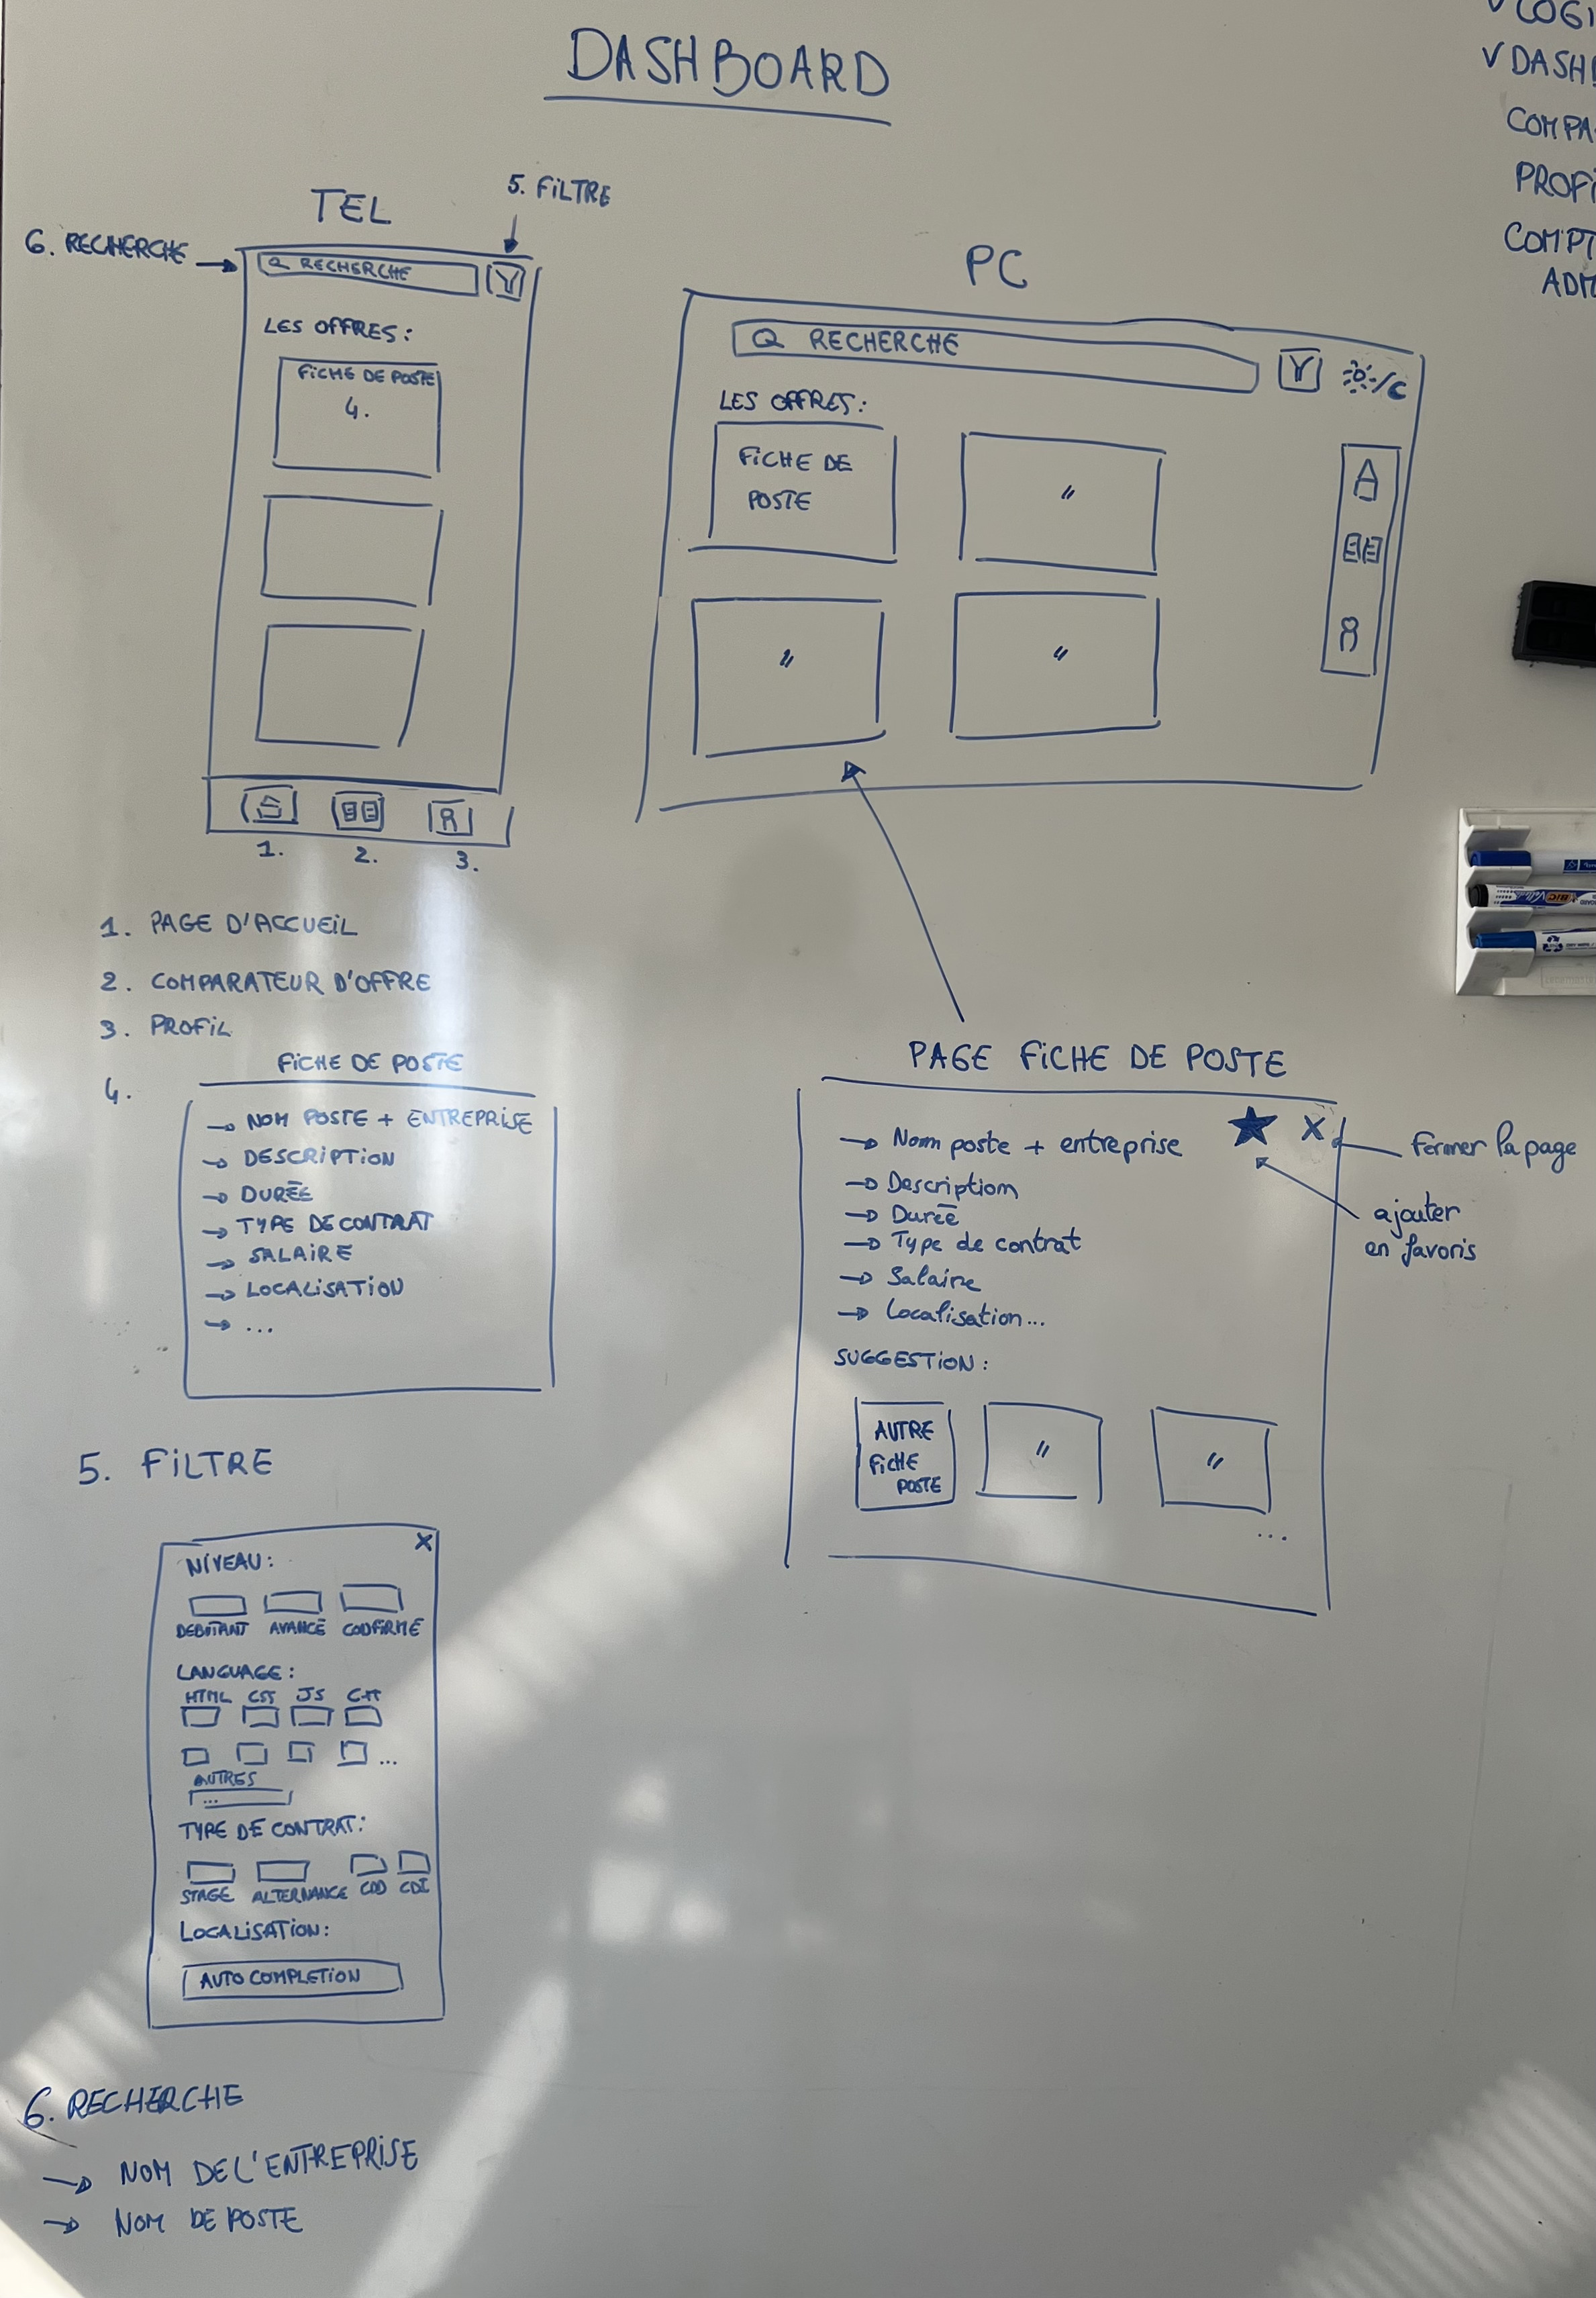 DASHBOARD
✓ LOGI
✓ DASHB
COMPA
PROFI
COMPT
ADM
TEL
5. FiLTRE
6. RECHERCHE
RECHERCHE
LES OFFRES:
FiCHE DE POSTE
4.
1.
2.
3.
PC
RECHERCHE
LES OFFRES:
FiCHE DE
POSTE
"
"
"
1. PAGE D'ACCUEiL
2. COMPARATEUR D'OFFRE
3. PROFiL
4.
FiCHE DE POSTE
→ NOM POSTE + ENTREPRiSE
→ DESCRiPTiON
→ DURÉE
→ TYPE DE CONTRAT
→ SALAiRE
→ LOCALiSATiON
→ ...
PAGE FiCHE DE POSTE
→ Nom poste + entreprise
→ Description
→ Durée
→ Type de contrat
→ Salaire
→ Localisation...
X
Fermer la page
ajouter
en favoris
SUGGESTiON:
AUTRE
FiCHE
POSTE
"
"
...
5. FiLTRE
X
NiVEAU:
DEBUTANT AVANCÉ CONFiRMÉ
LANGUAGE:
HTML CSS JS C++
...
AUTRES
...
TYPE DE CONTRAT:
STAGE ALTERNANCE CDD CDI
LOCALiSATiON:
AUTO COMPLETiON
6. RECHERCHE
→ NOM DE L'ENTREPRiSE
→ NOM DE POSTE
BIC